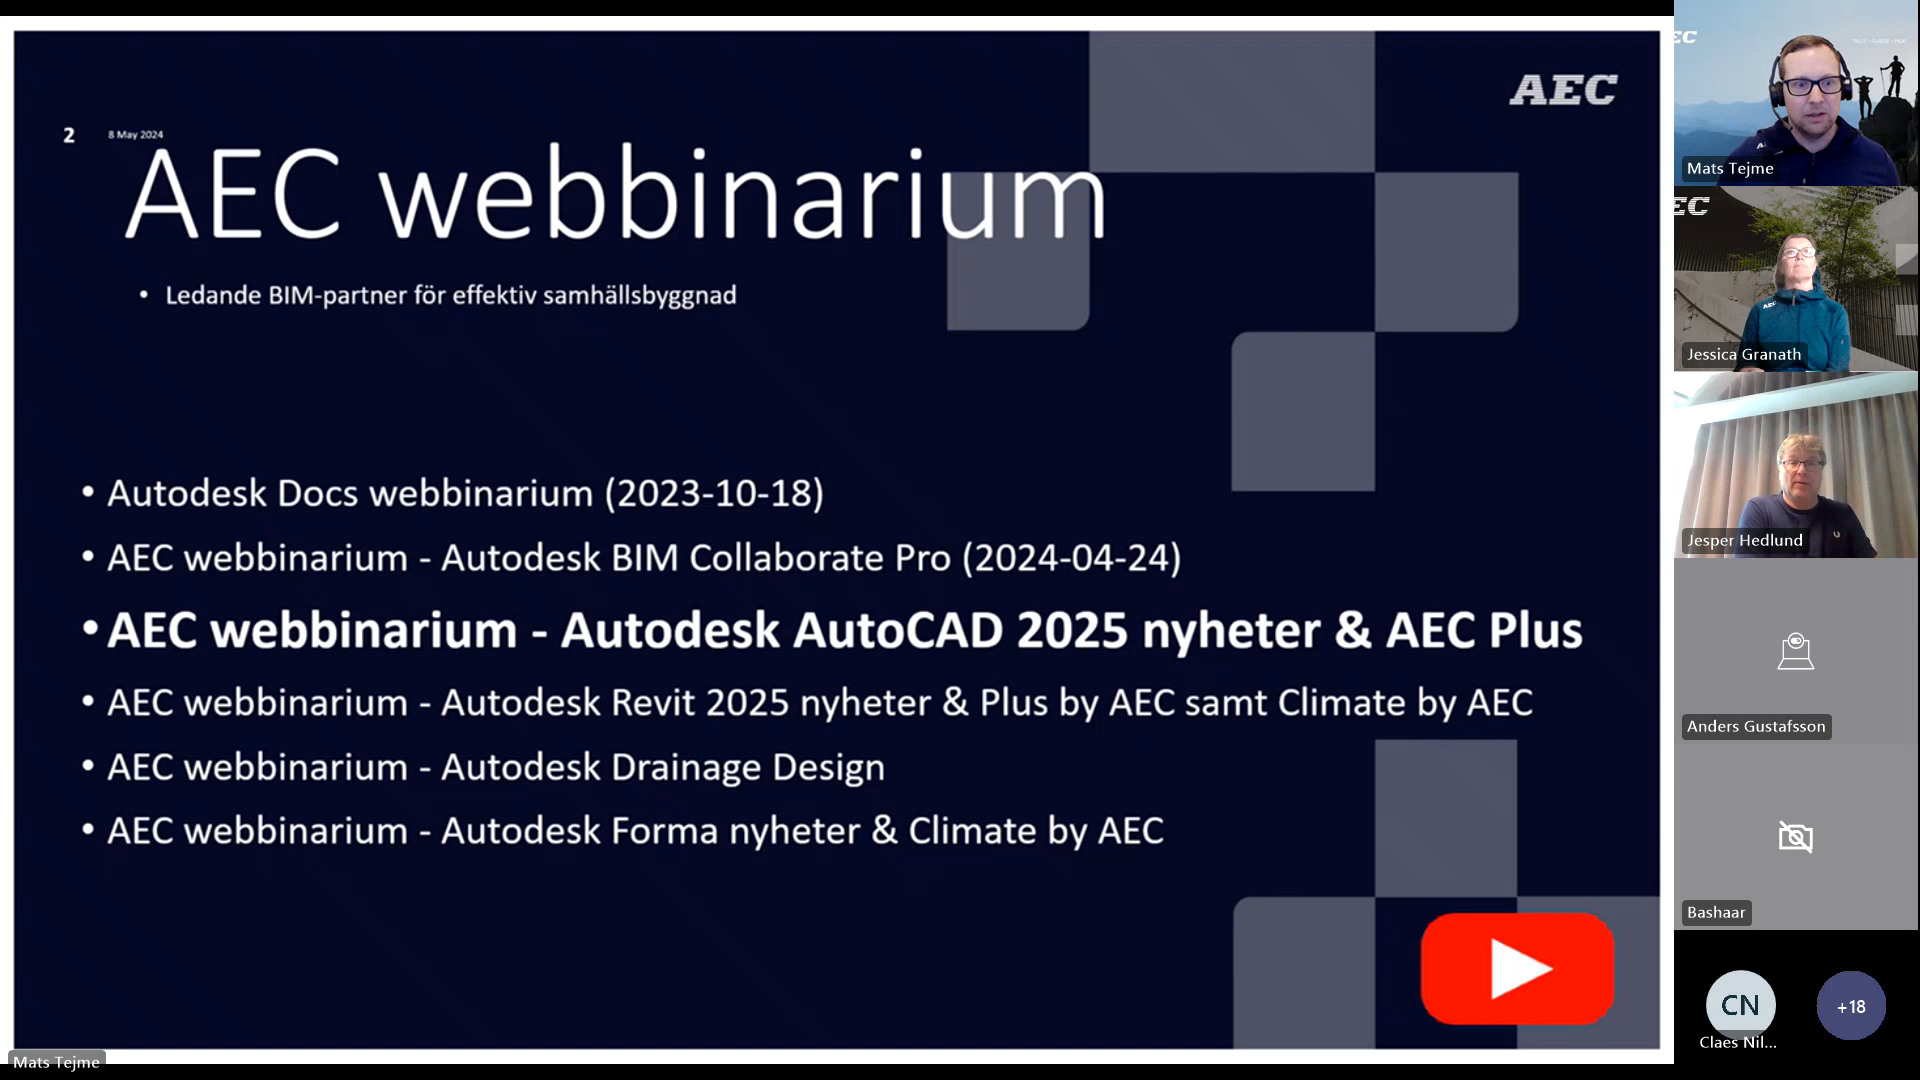 AEC
2
8 May 2024
AEC webbinarium
• Ledande BIM-partner för effektiv samhällsbyggnad
• Autodesk Docs webbinarium (2023-10-18)
• AEC webbinarium - Autodesk BIM Collaborate Pro (2024-04-24)
• AEC webbinarium - Autodesk AutoCAD 2025 nyheter & AEC Plus
• AEC webbinarium - Autodesk Revit 2025 nyheter & Plus by AEC samt Climate by AEC
• AEC webbinarium - Autodesk Drainage Design
• AEC webbinarium - Autodesk Forma nyheter & Climate by AEC
Mats Tejme
EC
Mats Tejme
EC
AEC
Jessica Granath
Jesper Hedlund
Anders Gustafsson
Bashaar
CN
Claes Nil...
+18